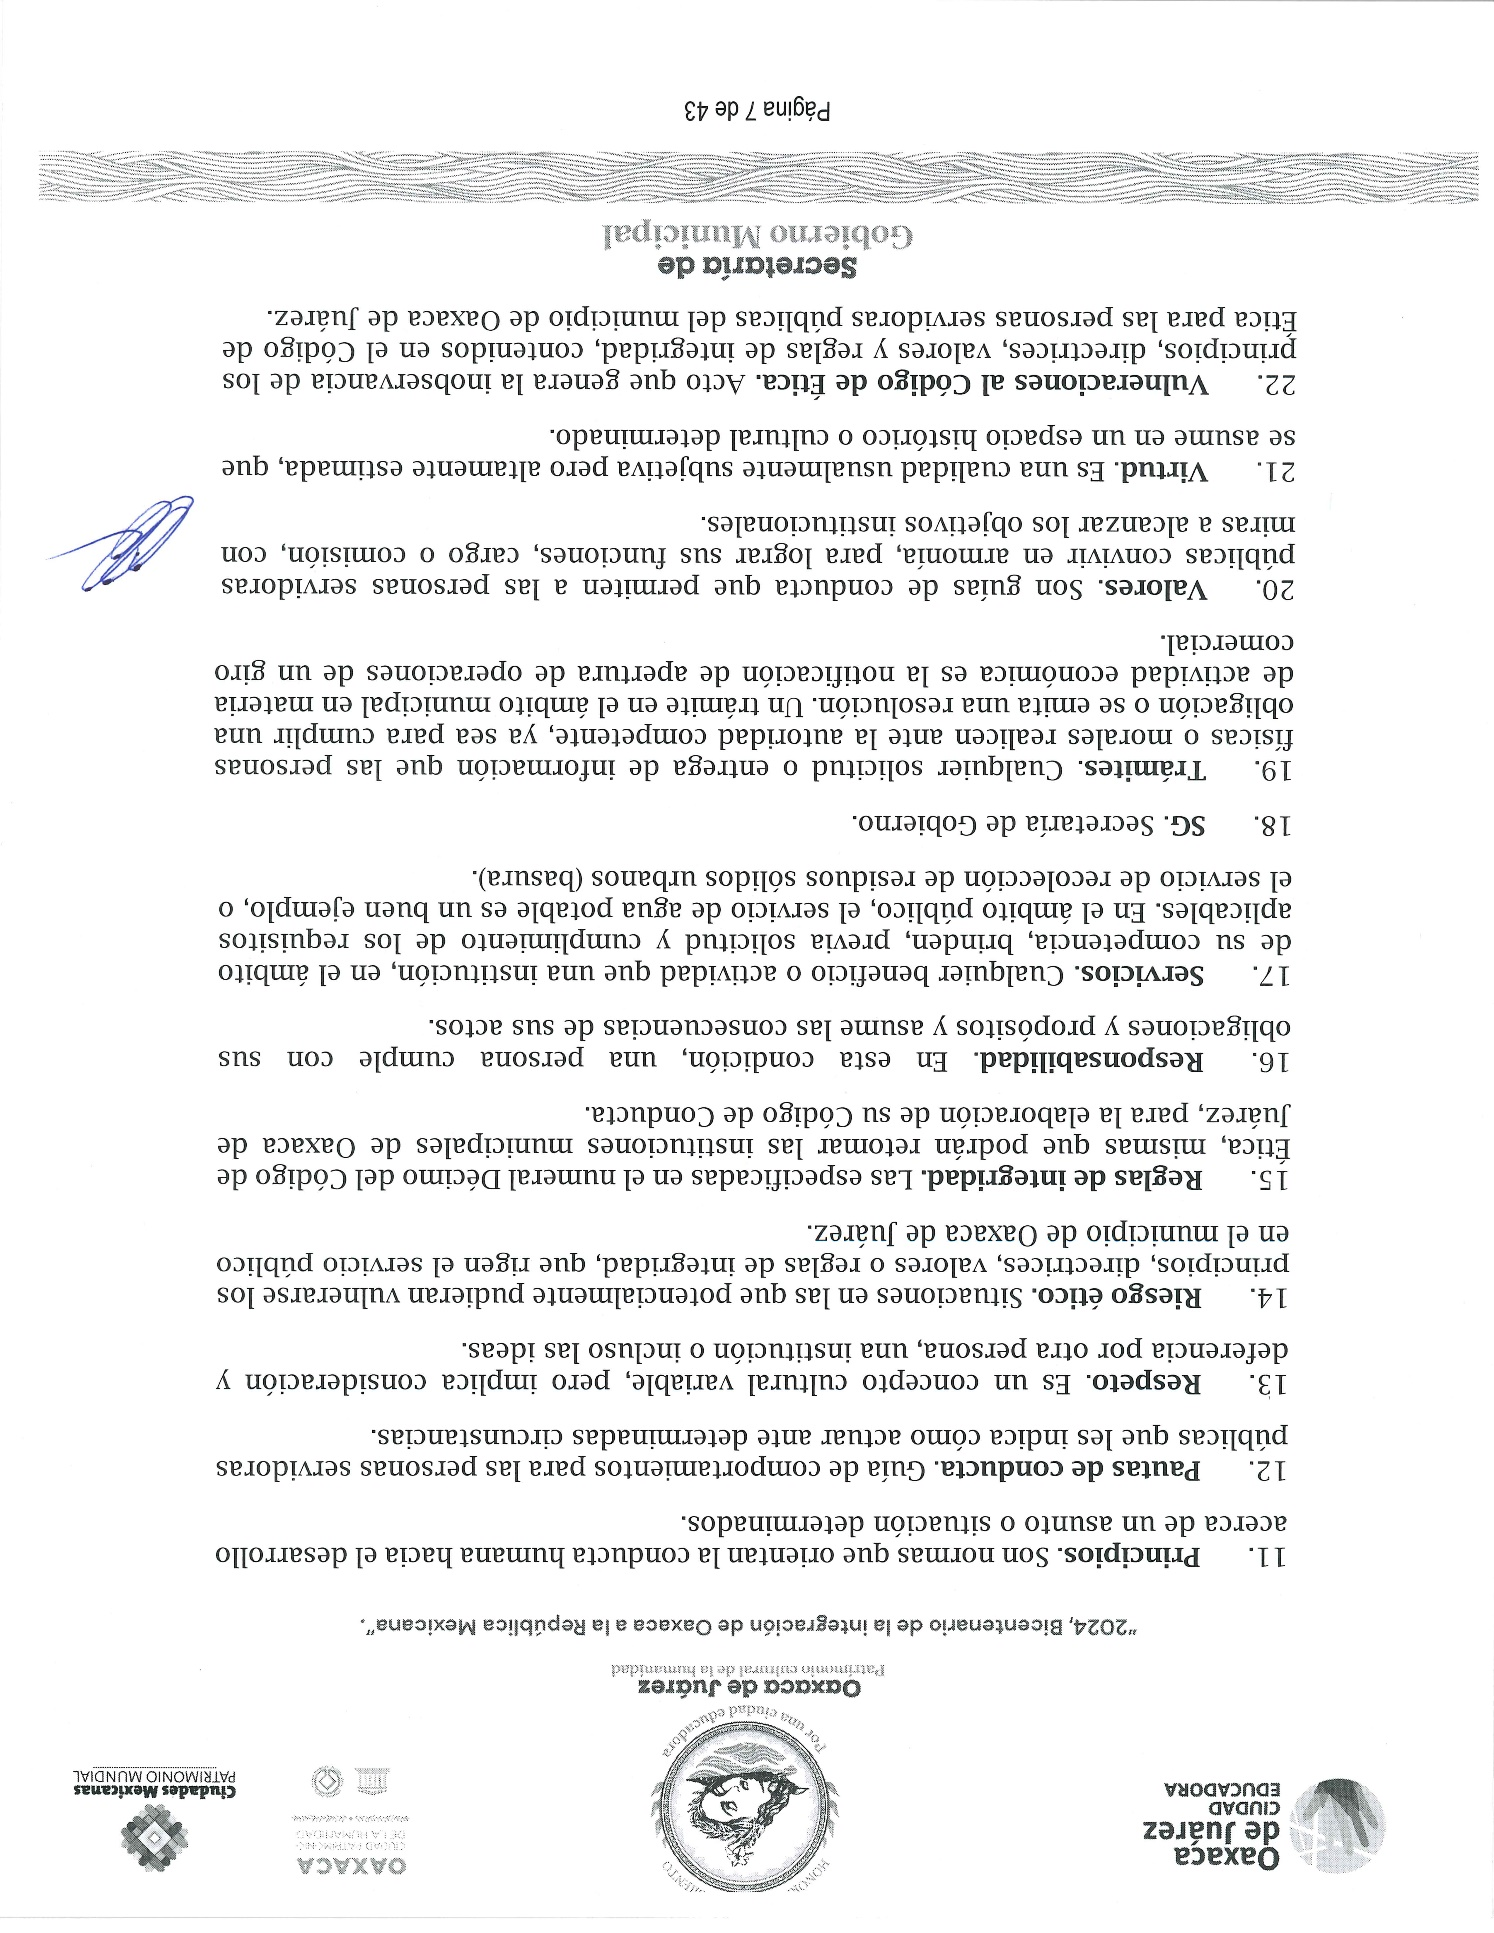 Oaxaca
de Juárez
CIUDAD
EDUCADORA
Por una ciudad educadora
Oaxaca de Juárez
Patrimonio cultural de la humanidad
OAXACA
CIUDAD PATRIMONIO
DE LA HUMANIDAD
Ciudades Mexicanas
PATRIMONIO MUNDIAL
"2024, Bicentenario de la integración de Oaxaca a la República Mexicana".
11. Principios. Son normas que orientan la conducta humana hacia el desarrollo
acerca de un asunto o situación determinados.
12. Pautas de conducta. Guía de comportamientos para las personas servidoras
públicas que les indica cómo actuar ante determinadas circunstancias.
13. Respeto. Es un concepto cultural variable, pero implica consideración y
deferencia por otra persona, una institución o incluso las ideas.
14. Riesgo ético. Situaciones en las que potencialmente pudieran vulnerarse los
principios, directrices, valores o reglas de integridad, que rigen el servicio público
en el municipio de Oaxaca de Juárez.
15. Reglas de integridad. Las especificadas en el numeral Décimo del Código de
Ética, mismas que podrán retomar las instituciones municipales de Oaxaca de
Juárez, para la elaboración de su Código de Conducta.
16. Responsabilidad. En esta condición, una persona cumple con sus
obligaciones y propósitos y asume las consecuencias de sus actos.
17. Servicios. Cualquier beneficio o actividad que una institución, en el ámbito
de su competencia, brinden, previa solicitud y cumplimiento de los requisitos
aplicables. En el ámbito público, el servicio de agua potable es un buen ejemplo, o
el servicio de recolección de residuos sólidos urbanos (basura).
18. SG. Secretaría de Gobierno.
19. Trámites. Cualquier solicitud o entrega de información que las personas
físicas o morales realicen ante la autoridad competente, ya sea para cumplir una
obligación o se emita una resolución. Un trámite en el ámbito municipal en materia
de actividad económica es la notificación de apertura de operaciones de un giro
comercial.
20. Valores. Son guías de conducta que permiten a las personas servidoras
públicas convivir en armonía, para lograr sus funciones, cargo o comisión, con
miras a alcanzar los objetivos institucionales.
21. Virtud. Es una cualidad usualmente subjetiva pero altamente estimada, que
se asume en un espacio histórico o cultural determinado.
22. Vulneraciones al Código de Ética. Acto que genera la inobservancia de los
principios, directrices, valores y reglas de integridad, contenidos en el Código de
Ética para las personas servidoras públicas del municipio de Oaxaca de Juárez.
Secretaría de
Gobierno Municipal
Página 7 de 43